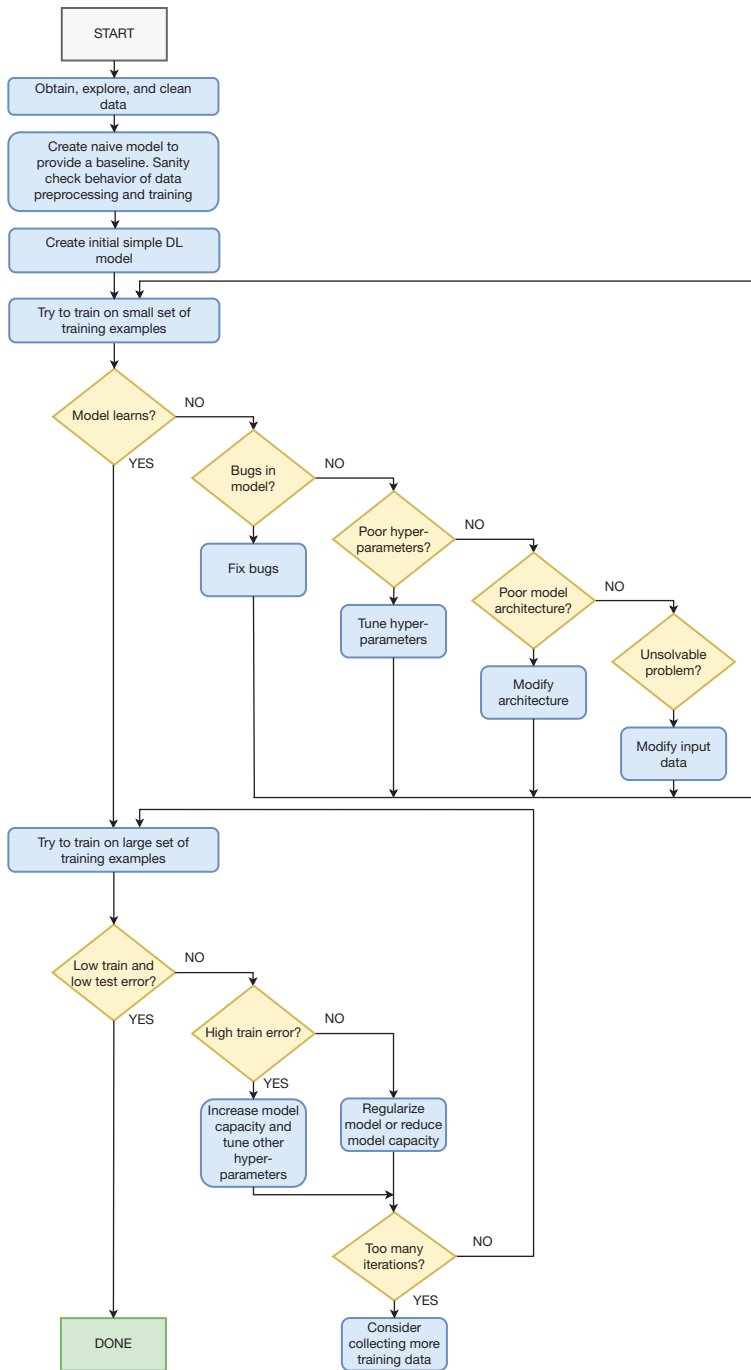 START
Obtain, explore, and clean
data
Create naive model to
provide a baseline. Sanity
check behavior of data
preprocessing and training
Create initial simple DL
model
Try to train on small set of
training examples
Model learns?
NO
YES
Bugs in
model?
NO
Fix bugs
Poor hyper-
parameters?
NO
Tune hyper-
parameters
Poor model
architecture?
NO
Modify
architecture
Unsolvable
problem?
Modify input
data
Try to train on large set of
training examples
Low train and
low test error?
NO
YES
High train error?
NO
YES
Increase model
capacity and
tune other
hyper-
parameters
Regularize
model or reduce
model capacity
Too many
iterations?
NO
YES
Consider
collecting more
training data
DONE